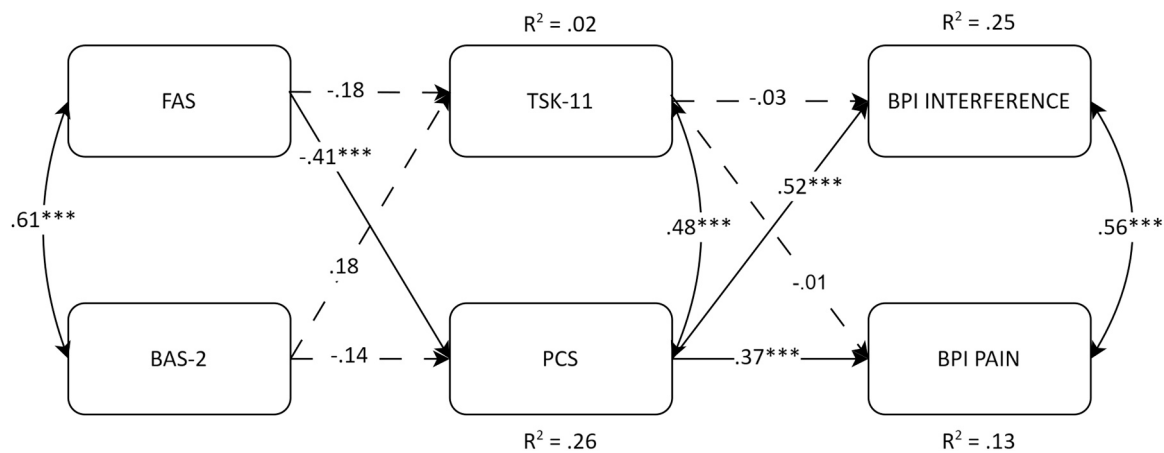 R² = .02
R² = .25
FAS
-.18
TSK-11
-.03
BPI INTERFERENCE
-.41***
.52***
.61***
.48***
.56***
.18
-.01
BAS-2
-.14
PCS
.37***
BPI PAIN
R² = .26
R² = .13